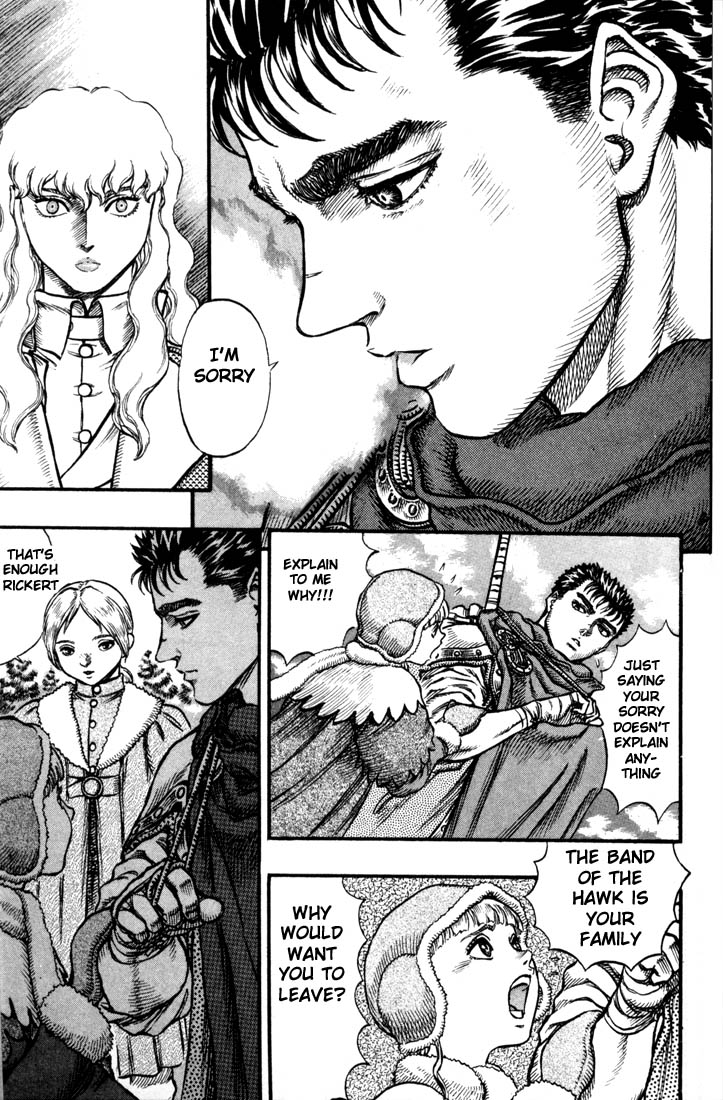 I'M
SORRY
EXPLAIN
TO ME
WHY!!!
JUST
SAYING
YOUR
SORRY
DOESN'T
EXPLAIN
ANY-
THING
THAT'S
ENOUGH
RICKERT
THE BAND
OF THE
HAWK IS
YOUR
FAMILY
WHY
WOULD
WANT
YOU TO
LEAVE?